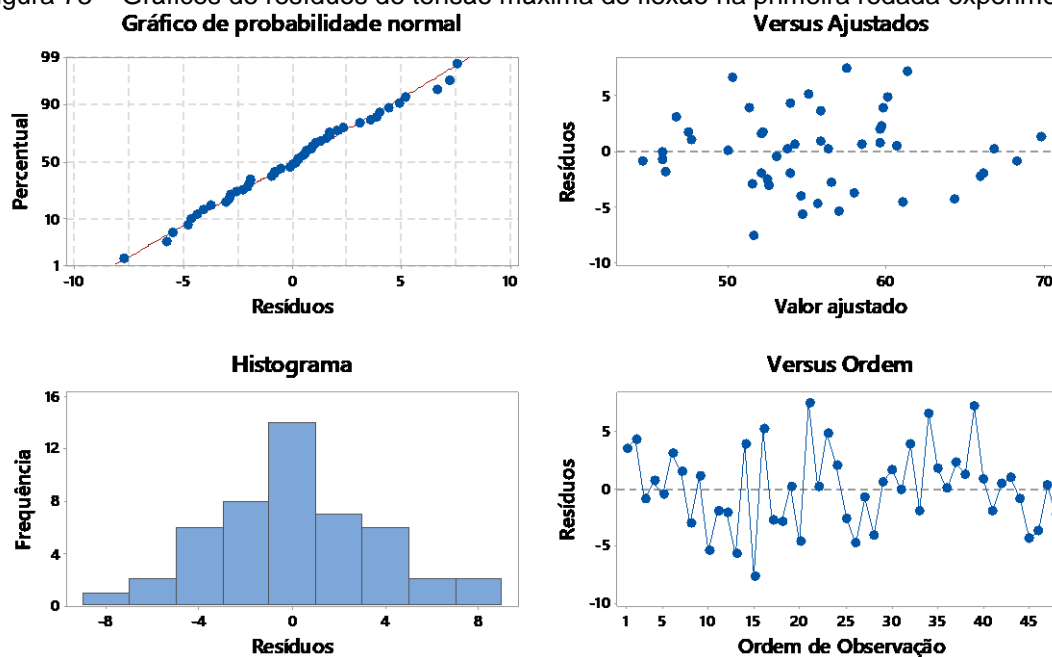 gura 78 – Gráficos de resíduos de tensão máxima de flexão na primeira rodada experime
Gráfico de probabilidade normal
99
90
50
10
1
Percentual
-10 -5 0 5 10
Resíduos
Versus Ajustados
5
0
-5
-10
Resíduos
50 60 70
Valor ajustado
Histograma
16
12
8
4
0
Frequência
-8 -4 0 4 8
Resíduos
Versus Ordem
5
0
-5
-10
Resíduos
1 5 10 15 20 25 30 35 40 45
Ordem de Observação